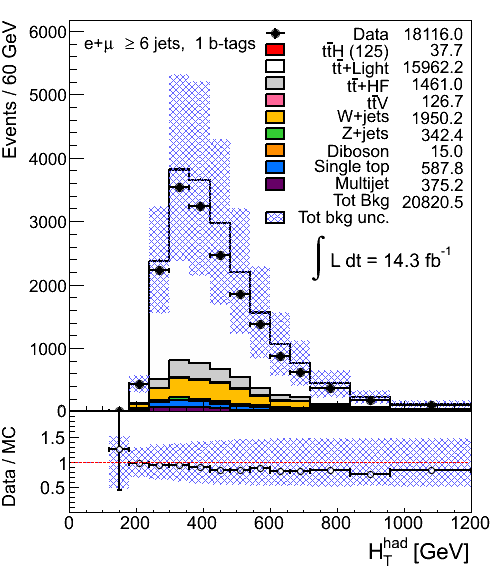 Events / 60 GeV
6000
5000
4000
3000
2000
1000
0
e+μ ≥ 6 jets, 1 b-tags
Data 18116.0
tt̄H (125) 37.7
tt̄+Light 15962.2
tt̄+HF 1461.0
tt̄V 126.7
W+jets 1950.2
Z+jets 342.4
Diboson 15.0
Single top 587.8
Multijet 375.2
Tot Bkg 20820.5
Tot bkg unc.
∫ L dt = 14.3 fb⁻¹
Data / MC
1.5
1
0.5
0 200 400 600 800 1000 1200
H_T^had [GeV]